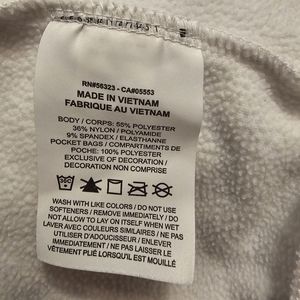 RN#56323 - CA#05553
MADE IN VIETNAM
FABRIQUE AU VIETNAM
BODY / CORPS: 55% POLYESTER
36% NYLON / POLYAMIDE
9% SPANDEX / ELASTHANNE
POCKET BAGS / COMPARTIMENTS DE
POCHE: 100% POLYESTER
EXCLUSIVE OF DECORATION /
DECORATION NON COMPRISE
WASH WITH LIKE COLORS / DO NOT USE
SOFTENERS / REMOVE IMMEDIATELY / DO
NOT ALLOW TO LAY ON ITSELF WHEN WET
LAVER AVEC COULEURS SIMILAIRES / NE PAS
UTILISER D'ADOUCISSEUR / ENLEVER
IMMÉDIATEMENT / NE PAS LAISSER LE
VÊTEMENT PLIÉ LORSQU'IL EST MOUILLÉ